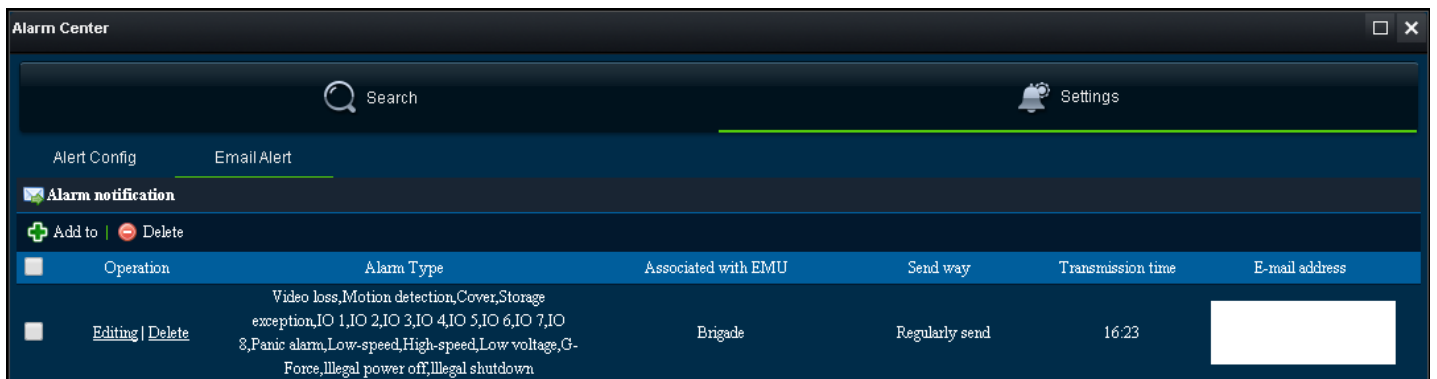 Alarm Center
Search
Settings
Alert Config
Email Alert
Alarm notification
Add to | Delete
Operation
Alarm Type
Associated with EMU
Send way
Transmission time
E-mail address
Editing | Delete
Video loss,Motion detection,Cover,Storage
exception,IO 1,IO 2,IO 3,IO 4,IO 5,IO 6,IO 7,IO
8,Panic alarm,Low-speed,High-speed,Low voltage,G-
Force,Illegal power off,Illegal shutdown
Brigade
Regularly send
16:23